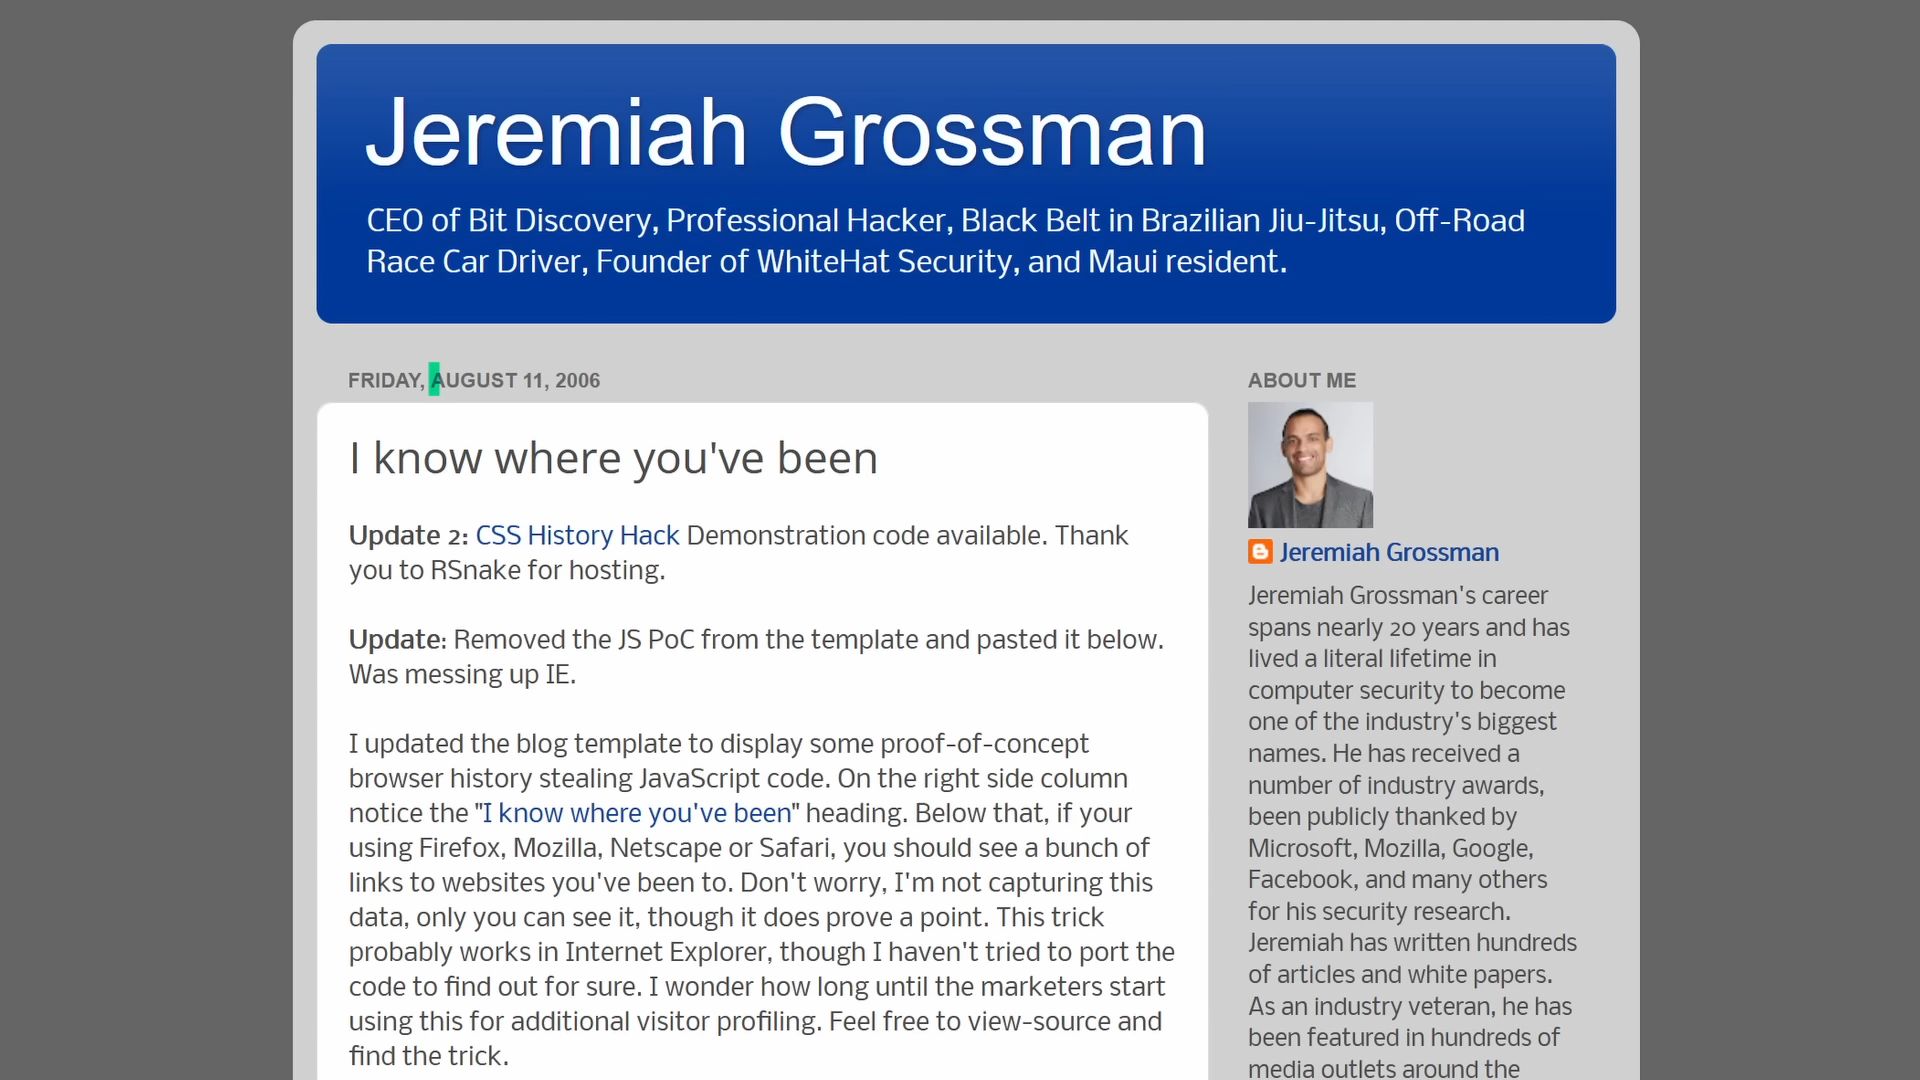 Jeremiah Grossman
CEO of Bit Discovery, Professional Hacker, Black Belt in Brazilian Jiu-Jitsu, Off-Road
Race Car Driver, Founder of WhiteHat Security, and Maui resident.
FRIDAY, AUGUST 11, 2006
I know where you've been
Update 2: CSS History Hack Demonstration code available. Thank
you to RSnake for hosting.
Update: Removed the JS PoC from the template and pasted it below.
Was messing up IE.
I updated the blog template to display some proof-of-concept
browser history stealing JavaScript code. On the right side column
notice the "I know where you've been" heading. Below that, if your
using Firefox, Mozilla, Netscape or Safari, you should see a bunch of
links to websites you've been to. Don't worry, I'm not capturing this
data, only you can see it, though it does prove a point. This trick
probably works in Internet Explorer, though I haven't tried to port the
code to find out for sure. I wonder how long until the marketers start
using this for additional visitor profiling. Feel free to view-source and
find the trick.
ABOUT ME
Jeremiah Grossman
Jeremiah Grossman's career
spans nearly 20 years and has
lived a literal lifetime in
computer security to become
one of the industry's biggest
names. He has received a
number of industry awards,
been publicly thanked by
Microsoft, Mozilla, Google,
Facebook, and many others
for his security research.
Jeremiah has written hundreds
of articles and white papers.
As an industry veteran, he has
been featured in hundreds of
media outlets around the